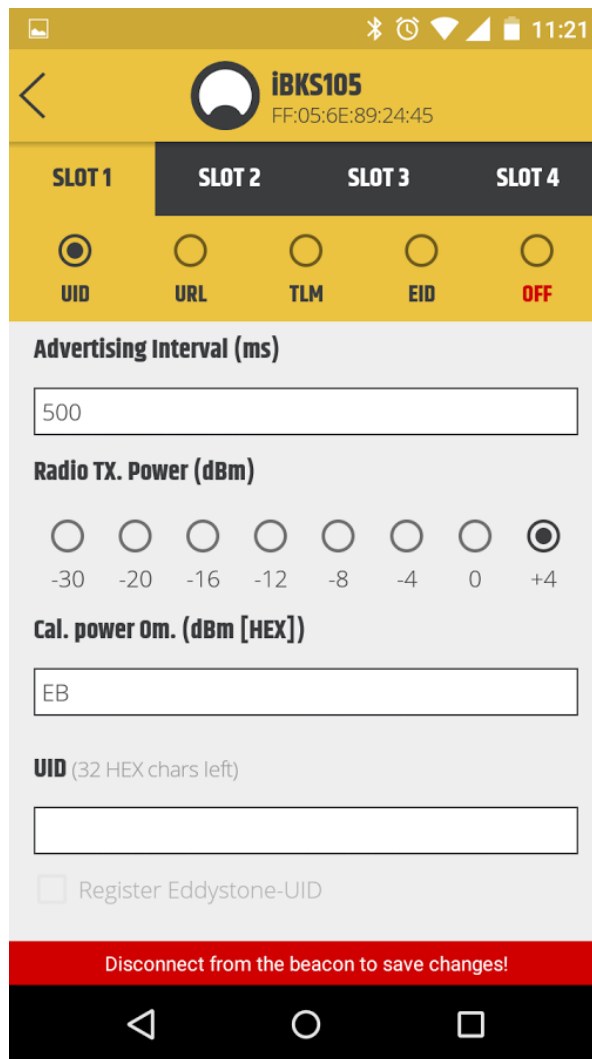 11:21
iBKS105
FF:05:6E:89:24:45
SLOT 1 SLOT 2 SLOT 3 SLOT 4
UID URL TLM EID OFF
Advertising Interval (ms)
500
Radio TX. Power (dBm)
-30 -20 -16 -12 -8 -4 0 +4
Cal. power 0m. (dBm [HEX])
EB
UID (32 HEX chars left)
Register Eddystone-UID
Disconnect from the beacon to save changes!